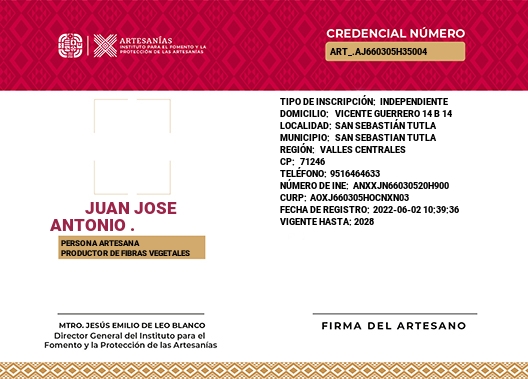 ARTESANÍAS
INSTITUTO PARA EL FOMENTO Y LA
PROTECCIÓN DE LAS ARTESANÍAS
CREDENCIAL NÚMERO
ART_.AJ660305H35004
TIPO DE INSCRIPCIÓN: INDEPENDIENTE
DOMICILIO: VICENTE GUERRERO 14 B 14
LOCALIDAD: SAN SEBASTIÁN TUTLA
MUNICIPIO: SAN SEBASTIAN TUTLA
REGIÓN: VALLES CENTRALES
CP: 71246
TELÉFONO: 9516464633
NÚMERO DE INE: ANXXJN66030520H900
CURP: AOXJ660305HOCNXN03
FECHA DE REGISTRO: 2022-06-02 10:39:36
VIGENTE HASTA: 2028
JUAN JOSE
ANTONIO .
PERSONA ARTESANA
PRODUCTOR DE FIBRAS VEGETALES
MTRO. JESÚS EMILIO DE LEO BLANCO
Director General del Instituto para el
Fomento y la Protección de las Artesanías
FIRMA DEL ARTESANO